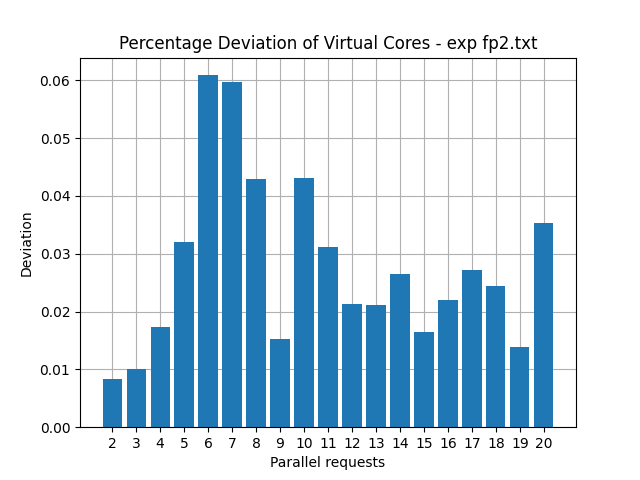 Percentage Deviation of Virtual Cores - exp fp2.txt
0.06
0.05
0.04
0.03
0.02
0.01
0.00
Deviation
2 3 4 5 6 7 8 9 10 11 12 13 14 15 16 17 18 19 20
Parallel requests